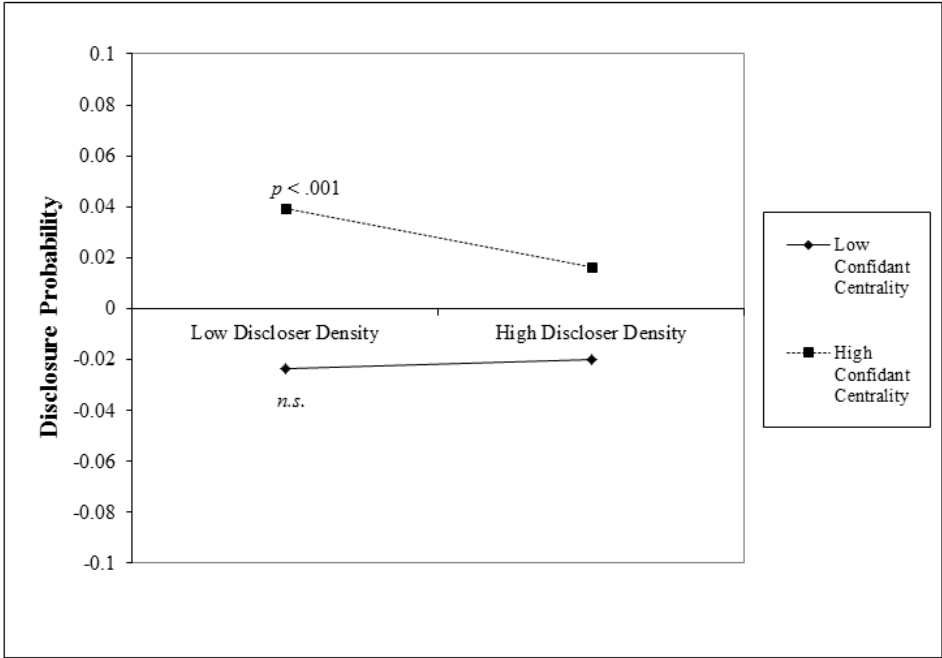 0.1
0.08
0.06
0.04
0.02
0
-0.02
-0.04
-0.06
-0.08
-0.1
Disclosure Probability
p < .001
Low Discloser Density
High Discloser Density
n.s.
Low
Confidant
Centrality
High
Confidant
Centrality